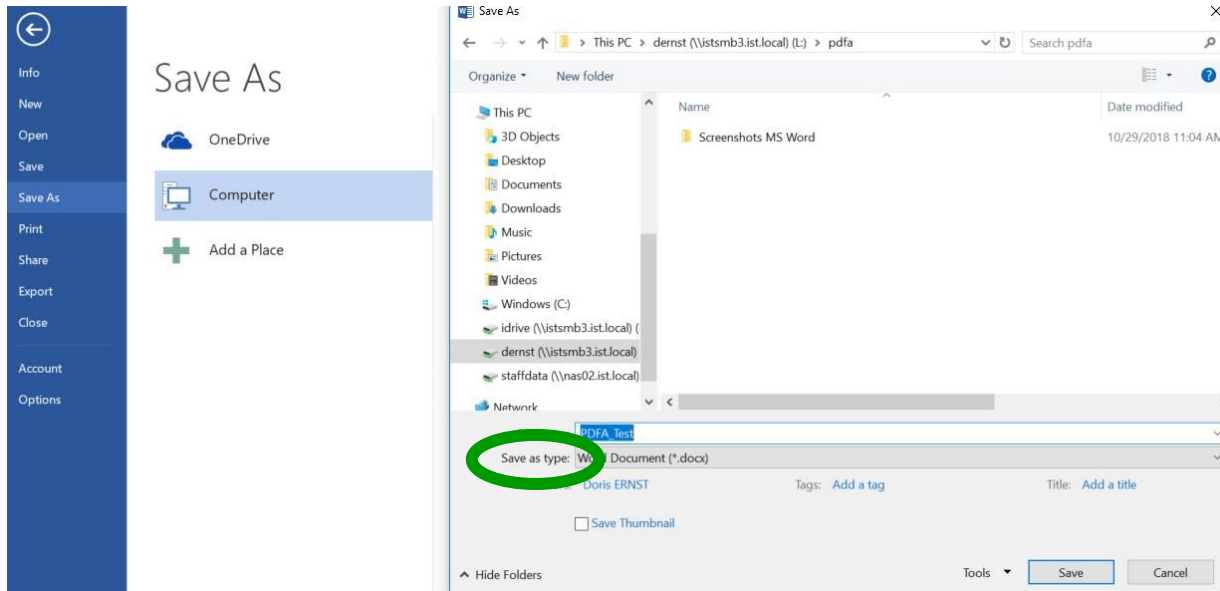 Save As
This PC > dernst (\\istsmb3.ist.local) (L:) > pdfa
Search pdfa
Organize
New folder
Info
New
Open
Save
Save As
Print
Share
Export
Close
Account
Options
Save As
OneDrive
Computer
Add a Place
This PC
3D Objects
Desktop
Documents
Downloads
Music
Pictures
Videos
Windows (C:)
idrive (\\istsmb3.ist.local) (
dernst (\\istsmb3.ist.local)
staffdata (\\nas02.ist.local)
Network
Name
Date modified
Screenshots MS Word
10/29/2018 11:04 AM
PDFA_Test
Save as type: Word Document (*.docx)
Doris ERNST
Tags: Add a tag
Title: Add a title
Save Thumbnail
Hide Folders
Tools
Save
Cancel